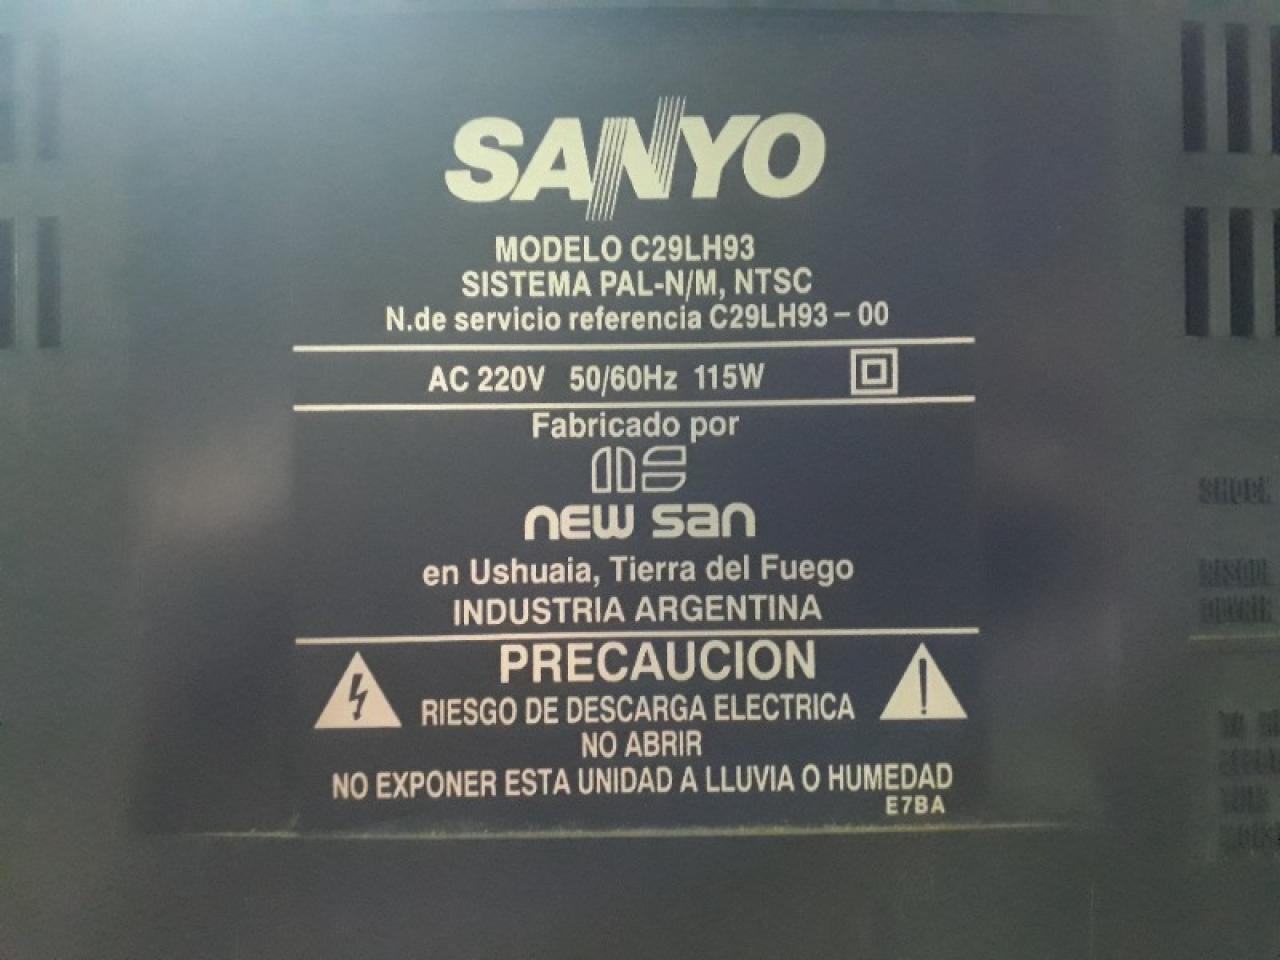 SANYO
MODELO C29LH93
SISTEMA PAL-N/M, NTSC
N.de servicio referencia C29LH93-00
AC 220V 50/60Hz 115W
Fabricado por
ns
new san
en Ushuaia, Tierra del Fuego
INDUSTRIA ARGENTINA
PRECAUCION
RIESGO DE DESCARGA ELECTRICA
NO ABRIR
NO EXPONER ESTA UNIDAD A LLUVIA O HUMEDAD
E7BA
SHOCK